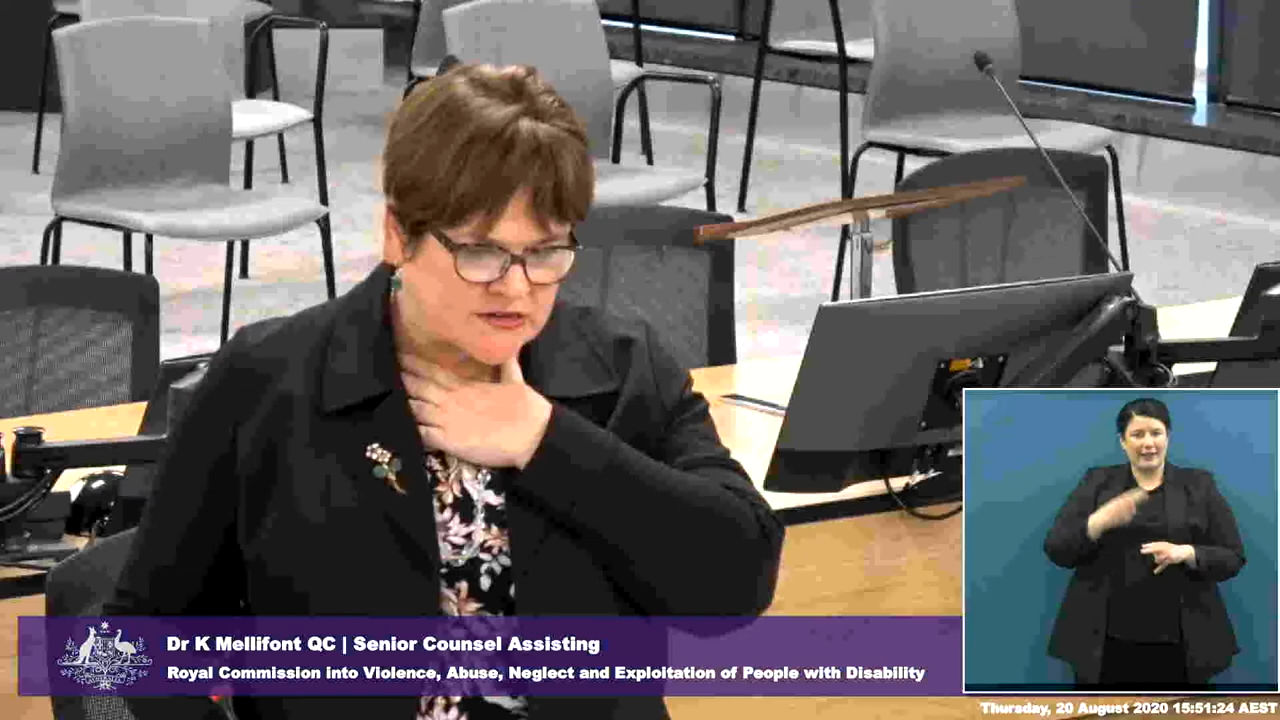 Dr K Mellifont QC | Senior Counsel Assisting
Royal Commission into Violence, Abuse, Neglect and Exploitation of People with Disability
Thursday, 20 August 2020 15:51:24 AEST